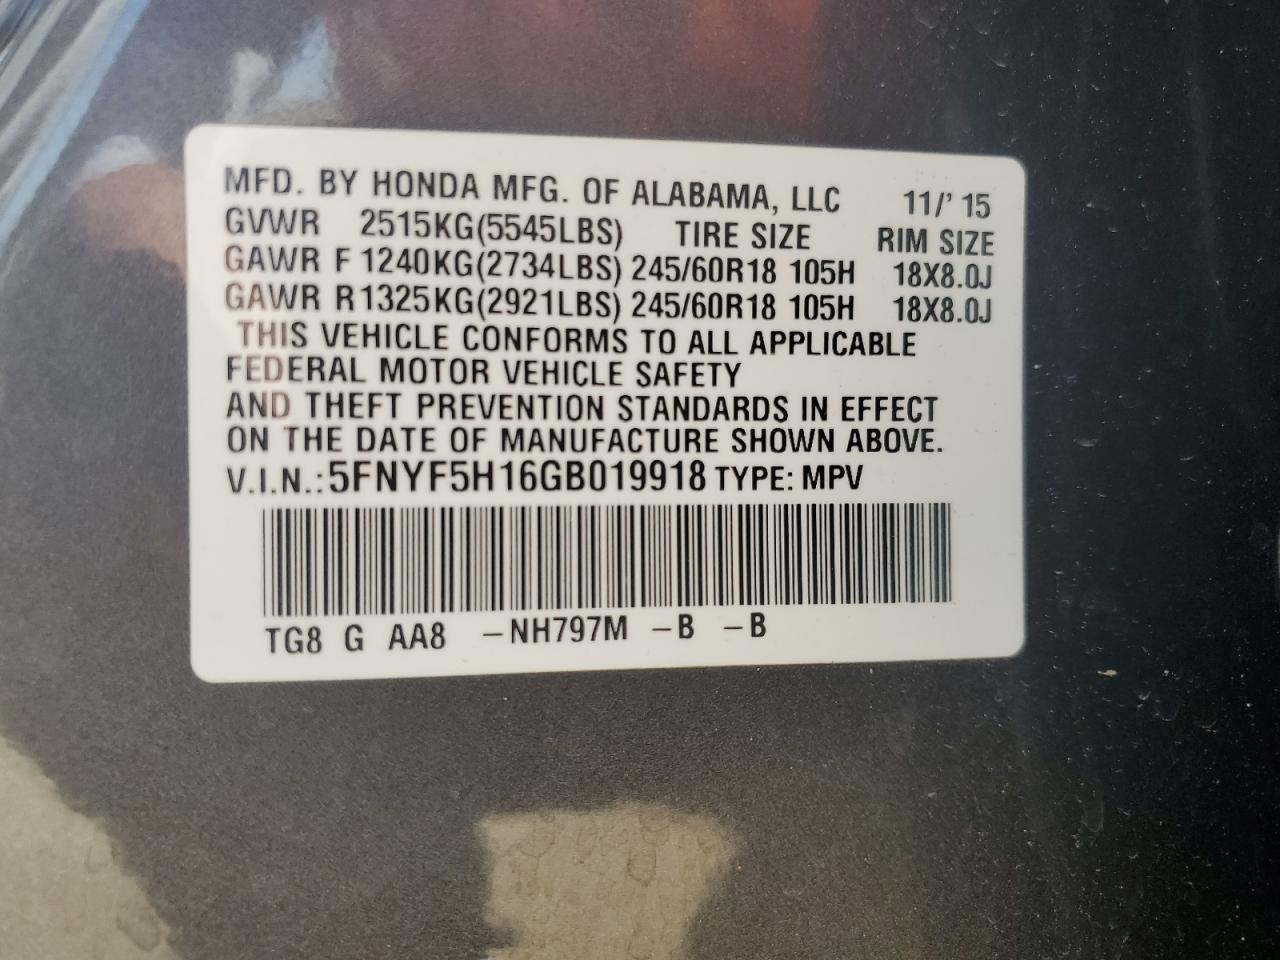 MFD. BY HONDA MFG. OF ALABAMA, LLC 11/' 15
GVWR 2515KG(5545LBS) TIRE SIZE RIM SIZE
GAWR F 1240KG(2734LBS) 245/60R18 105H 18X8.0J
GAWR R1325KG(2921LBS) 245/60R18 105H 18X8.0J
THIS VEHICLE CONFORMS TO ALL APPLICABLE
FEDERAL MOTOR VEHICLE SAFETY
AND THEFT PREVENTION STANDARDS IN EFFECT
ON THE DATE OF MANUFACTURE SHOWN ABOVE.
V.I.N.: 5FNYF5H16GB019918 TYPE: MPV
TG8 G AA8 –NH797M –B –B